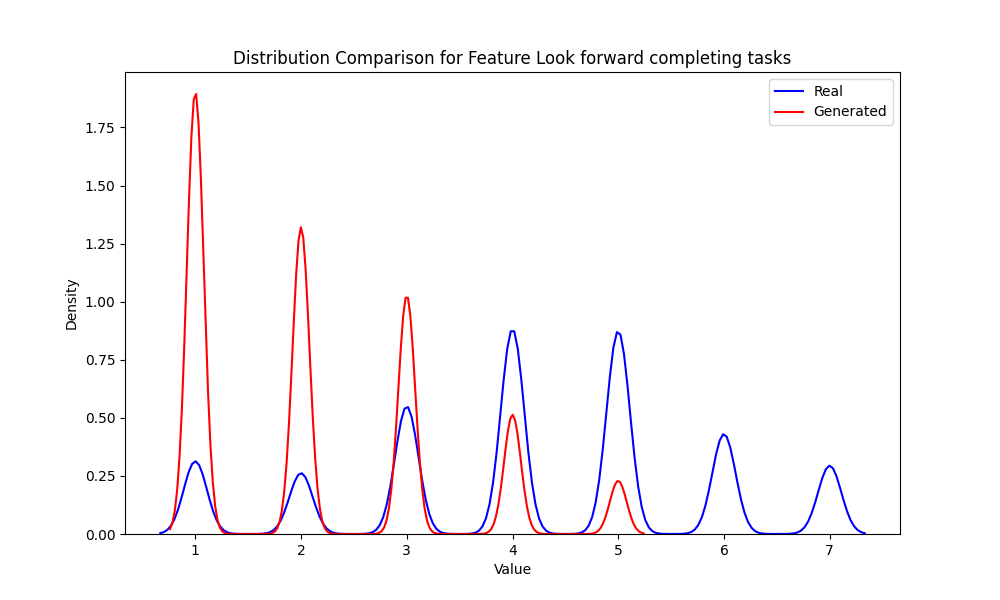 Distribution Comparison for Feature Look forward completing tasks
Real
Generated
1.75
1.50
1.25
1.00
0.75
0.50
0.25
0.00
Density
1 2 3 4 5 6 7
Value